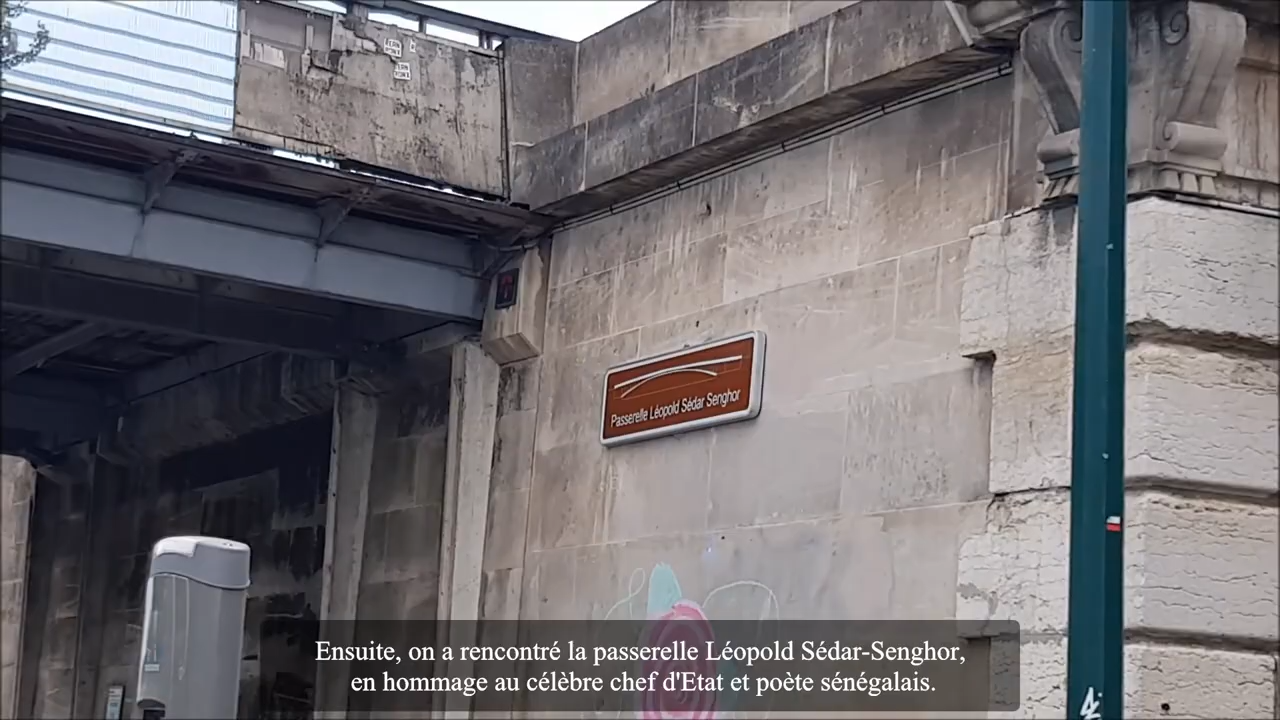 Passerelle Léopold Sédar Senghor
Ensuite, on a rencontré la passerelle Léopold Sédar-Senghor,
en hommage au célèbre chef d'Etat et poète sénégalais.